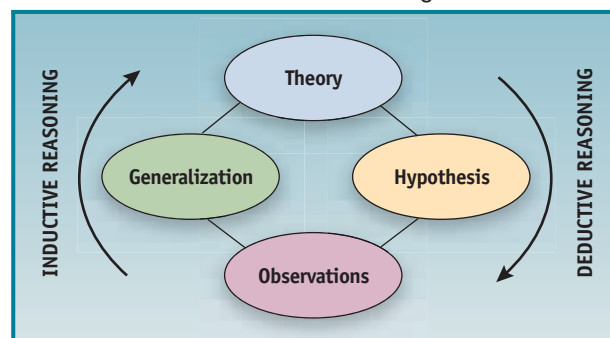 Theory
INDUCTIVE REASONING
Generalization
Hypothesis
DEDUCTIVE REASONING
Observations